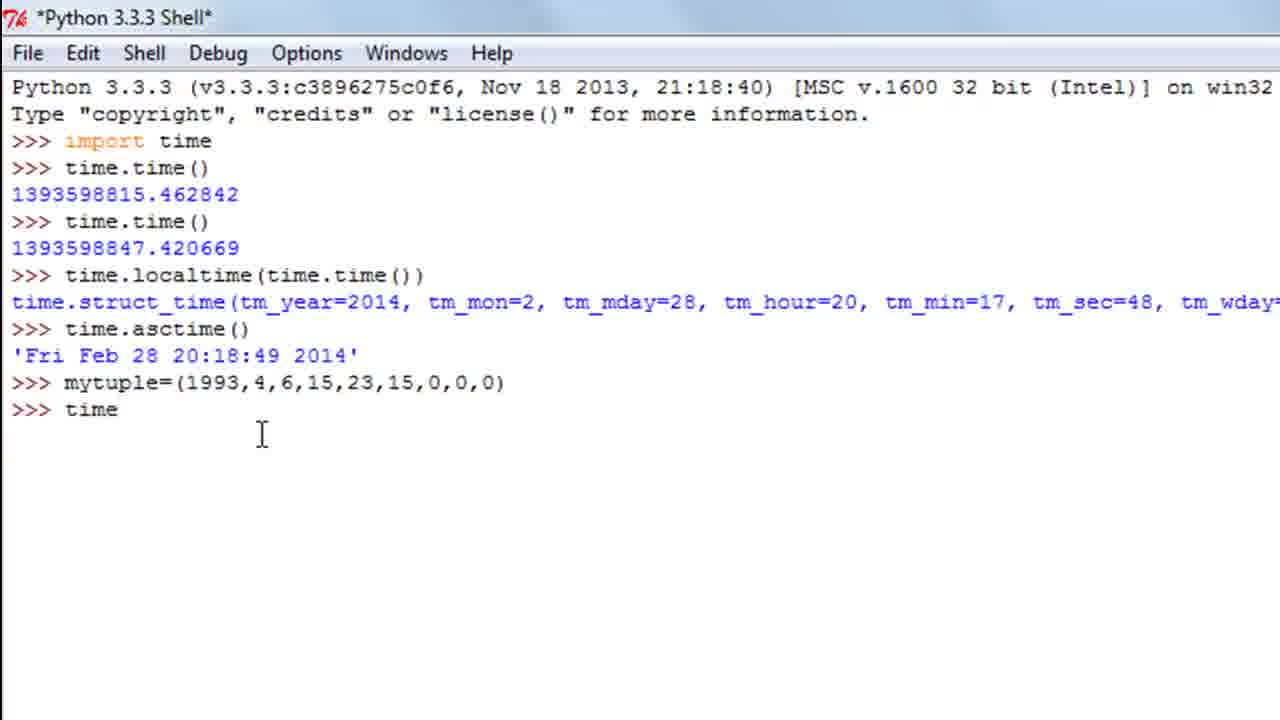 *Python 3.3.3 Shell*
File Edit Shell Debug Options Windows Help
Python 3.3.3 (v3.3.3:c3896275c0f6, Nov 18 2013, 21:18:40) [MSC v.1600 32 bit (Intel)] on win32
Type "copyright", "credits" or "license()" for more information.
>>> import time
>>> time.time()
1393598815.462842
>>> time.time()
1393598847.420669
>>> time.localtime(time.time())
time.struct_time(tm_year=2014, tm_mon=2, tm_mday=28, tm_hour=20, tm_min=17, tm_sec=48, tm_wday=
>>> time.asctime()
'Fri Feb 28 20:18:49 2014'
>>> mytuple=(1993,4,6,15,23,15,0,0,0)
>>> time